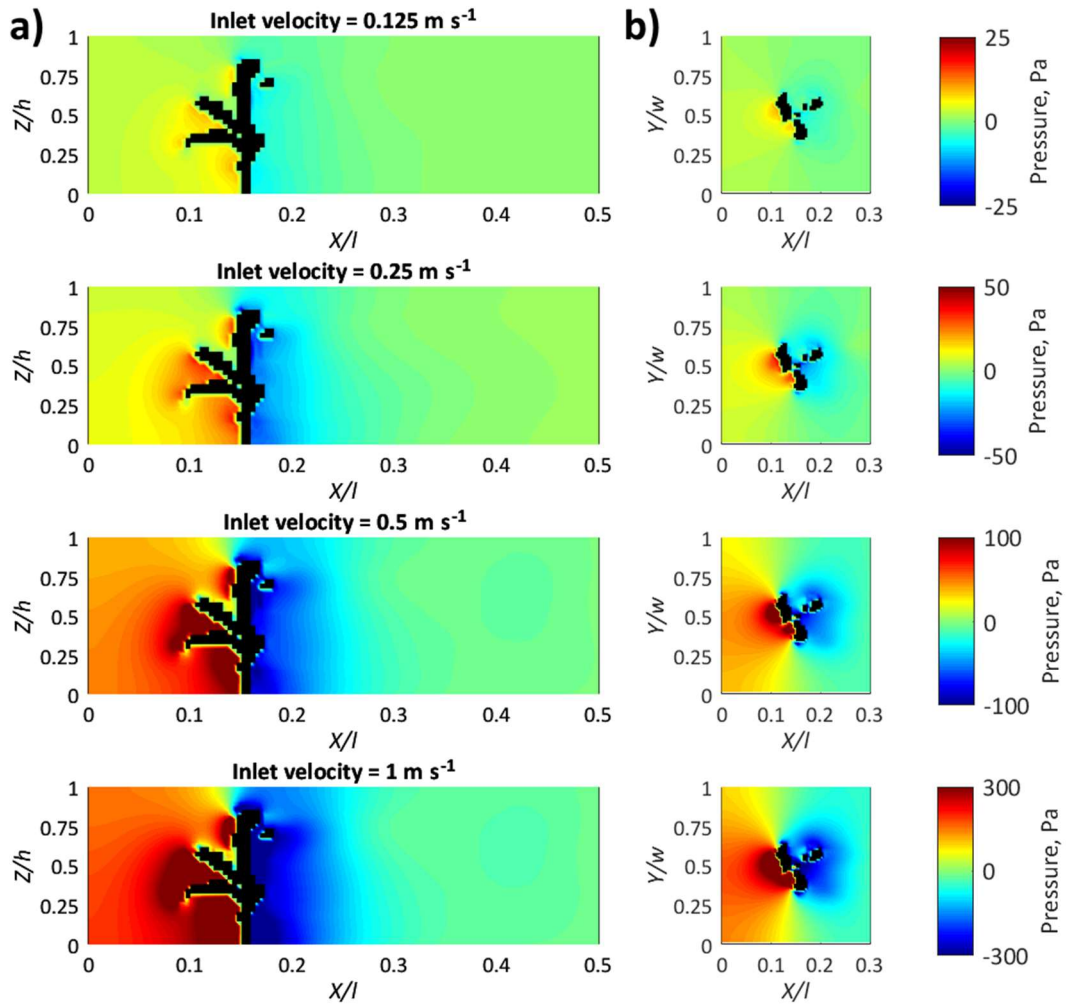 a)
b)
Inlet velocity = 0.125 m s⁻¹
Z/h
1
0.75
0.5
0.25
0
0 0.1 0.2 0.3 0.4 0.5
X/l
Y/w
1
0.75
0.5
0.25
0
0 0.1 0.2 0.3
X/l
25
0
-25
Pressure, Pa
Inlet velocity = 0.25 m s⁻¹
Z/h
1
0.75
0.5
0.25
0
0 0.1 0.2 0.3 0.4 0.5
X/l
Y/w
1
0.75
0.5
0.25
0
0 0.1 0.2 0.3
X/l
50
0
-50
Pressure, Pa
Inlet velocity = 0.5 m s⁻¹
Z/h
1
0.75
0.5
0.25
0
0 0.1 0.2 0.3 0.4 0.5
X/l
Y/w
1
0.75
0.5
0.25
0
0 0.1 0.2 0.3
X/l
100
0
-100
Pressure, Pa
Inlet velocity = 1 m s⁻¹
Z/h
1
0.75
0.5
0.25
0
0 0.1 0.2 0.3 0.4 0.5
X/l
Y/w
1
0.75
0.5
0.25
0
0 0.1 0.2 0.3
X/l
300
0
-300
Pressure, Pa